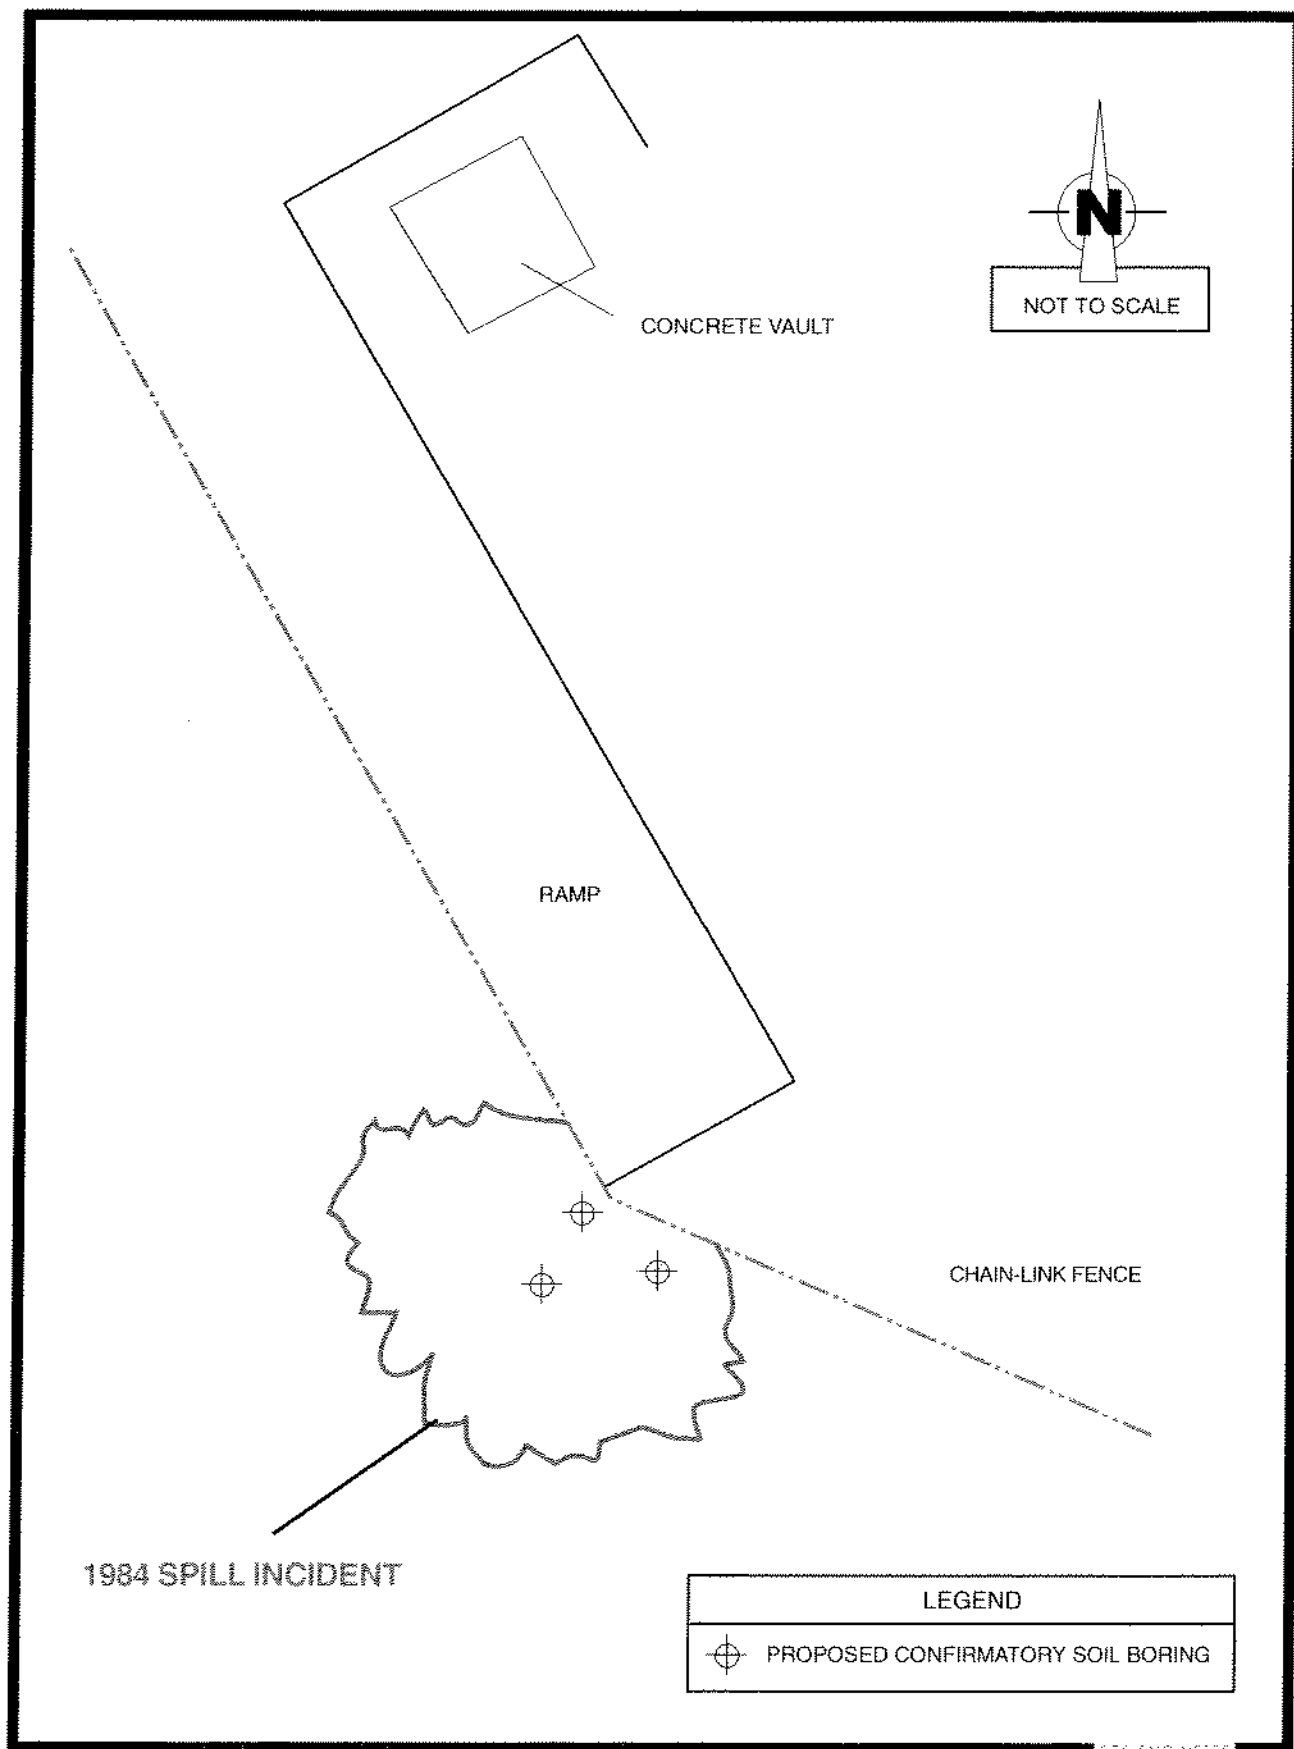 N
NOT TO SCALE
CONCRETE VAULT
RAMP
CHAIN-LINK FENCE
1984 SPILL INCIDENT
LEGEND
PROPOSED CONFIRMATORY SOIL BORING